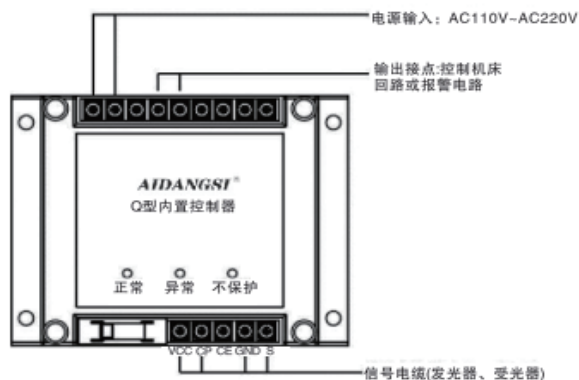 电源输入：AC110V~AC220V
输出接点:控制机床
回路或报警电路
AIDANGSI®
Q型内置控制器
正常 异常 不保护
VCC CP CE GND S
信号电缆(发光器、受光器)